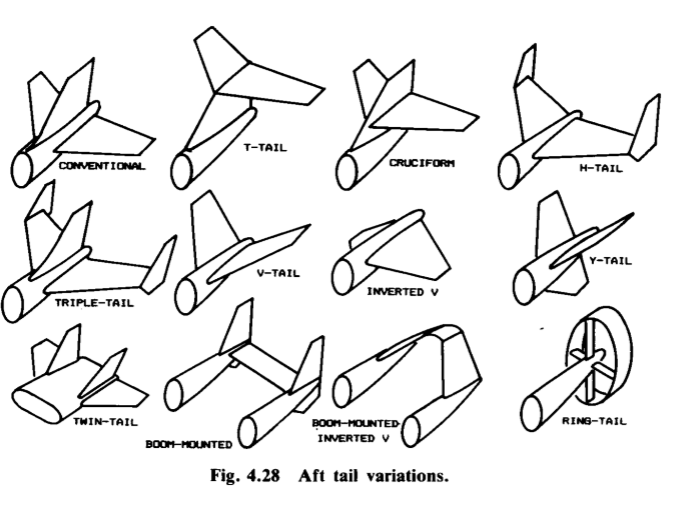 CONVENTIONAL
T-TAIL
CRUCIFORM
H-TAIL
TRIPLE-TAIL
V-TAIL
INVERTED V
Y-TAIL
TWIN-TAIL
BOOM-MOUNTED
BOOM-MOUNTED
INVERTED V
RING-TAIL
Fig. 4.28 Aft tail variations.